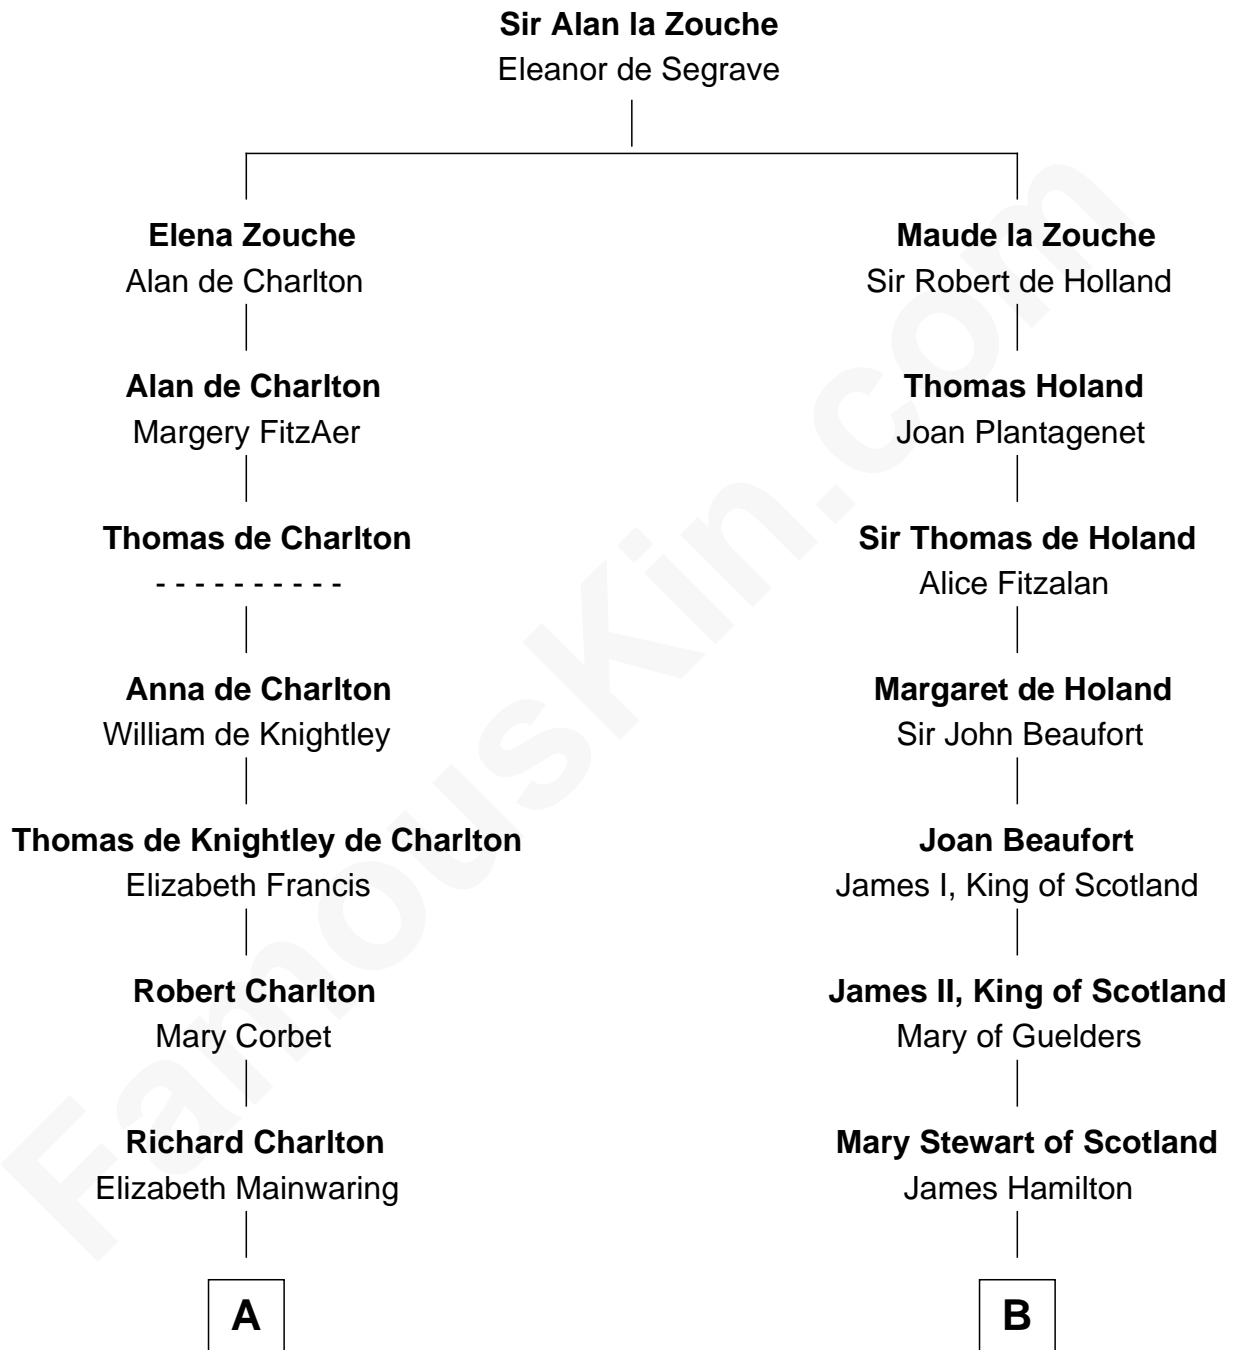 Sir Alan la Zouche
Eleanor de Segrave
Elena Zouche
Alan de Charlton
Maude la Zouche
Sir Robert de Holland
Alan de Charlton
Margery FitzAer
Thomas Holand
Joan Plantagenet
Thomas de Charlton
- - - - - - - - - -
Sir Thomas de Holand
Alice Fitzalan
Anna de Charlton
William de Knightley
Margaret de Holand
Sir John Beaufort
Thomas de Knightley de Charlton
Elizabeth Francis
Joan Beaufort
James I, King of Scotland
Robert Charlton
Mary Corbet
James II, King of Scotland
Mary of Guelders
Richard Charlton
Elizabeth Mainwaring
Mary Stewart of Scotland
James Hamilton
A
B
FamousKin.com